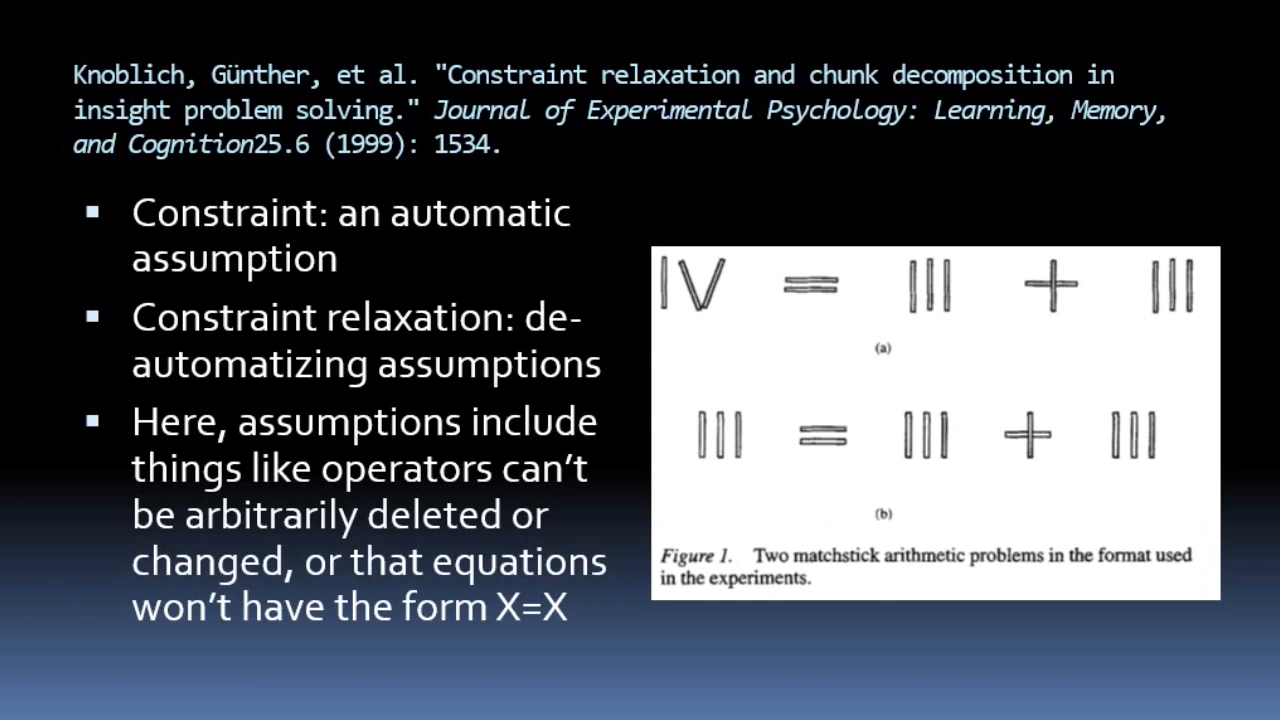 Knoblich, Günther, et al. "Constraint relaxation and chunk decomposition in
insight problem solving." Journal of Experimental Psychology: Learning, Memory,
and Cognition25.6 (1999): 1534.
▪ Constraint: an automatic
assumption
▪ Constraint relaxation: de-
automatizing assumptions
▪ Here, assumptions include
things like operators can't
be arbitrarily deleted or
changed, or that equations
won't have the form X=X
IV = III + III
(a)
III = III + III
(b)
Figure 1. Two matchstick arithmetic problems in the format used
in the experiments.